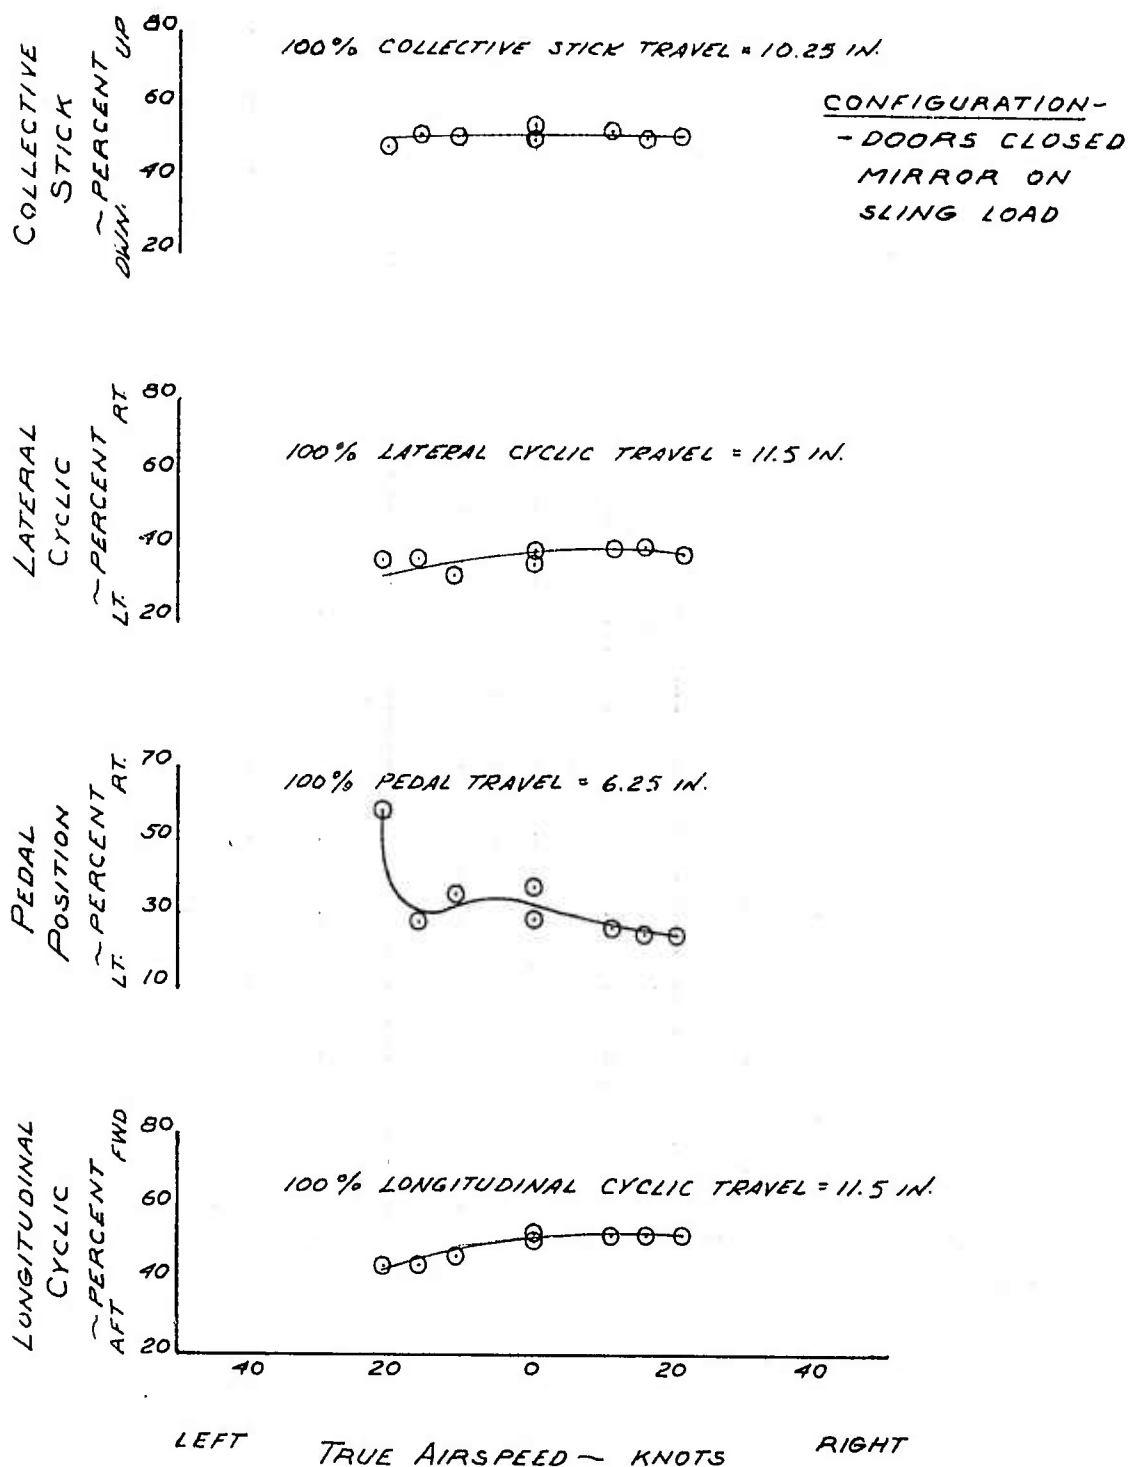 COLLECTIVE
STICK
~PERCENT
DWN. UP
80
60
40
20
100% COLLECTIVE STICK TRAVEL = 10.25 IN.
CONFIGURATION-
- DOORS CLOSED
MIRROR ON
SLING LOAD
LATERAL
CYCLIC
~PERCENT
LT. RT.
80
60
40
20
100% LATERAL CYCLIC TRAVEL = 11.5 IN.
PEDAL
POSITION
~PERCENT
LT. RT.
70
50
30
10
100% PEDAL TRAVEL = 6.25 IN.
LONGITUDINAL
CYCLIC
~PERCENT
AFT FWD
80
60
40
20
100% LONGITUDINAL CYCLIC TRAVEL = 11.5 IN.
40 20 0 20 40
LEFT TRUE AIRSPEED ~ KNOTS RIGHT